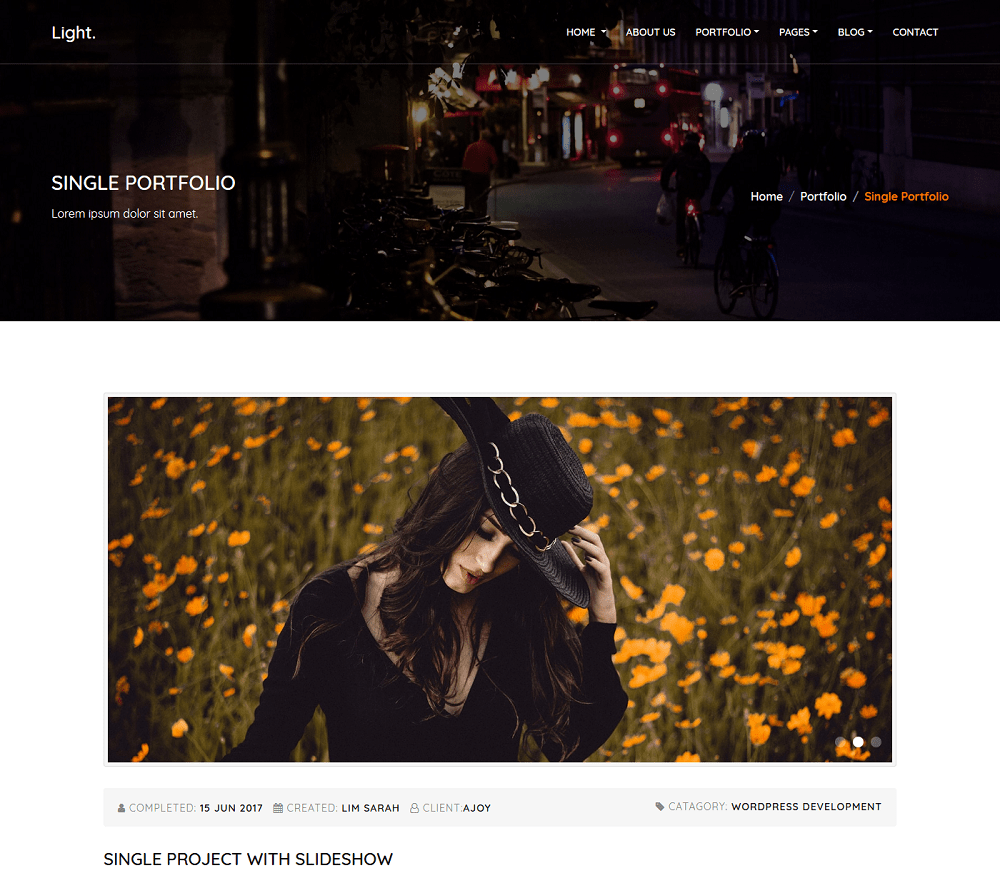 Light.
HOME ABOUT US PORTFOLIO PAGES BLOG CONTACT
SINGLE PORTFOLIO
Lorem ipsum dolor sit amet.
Home / Portfolio / Single Portfolio
COMPLETED: 15 JUN 2017 CREATED: LIM SARAH CLIENT:AJOY CATAGORY: WORDPRESS DEVELOPMENT
SINGLE PROJECT WITH SLIDESHOW